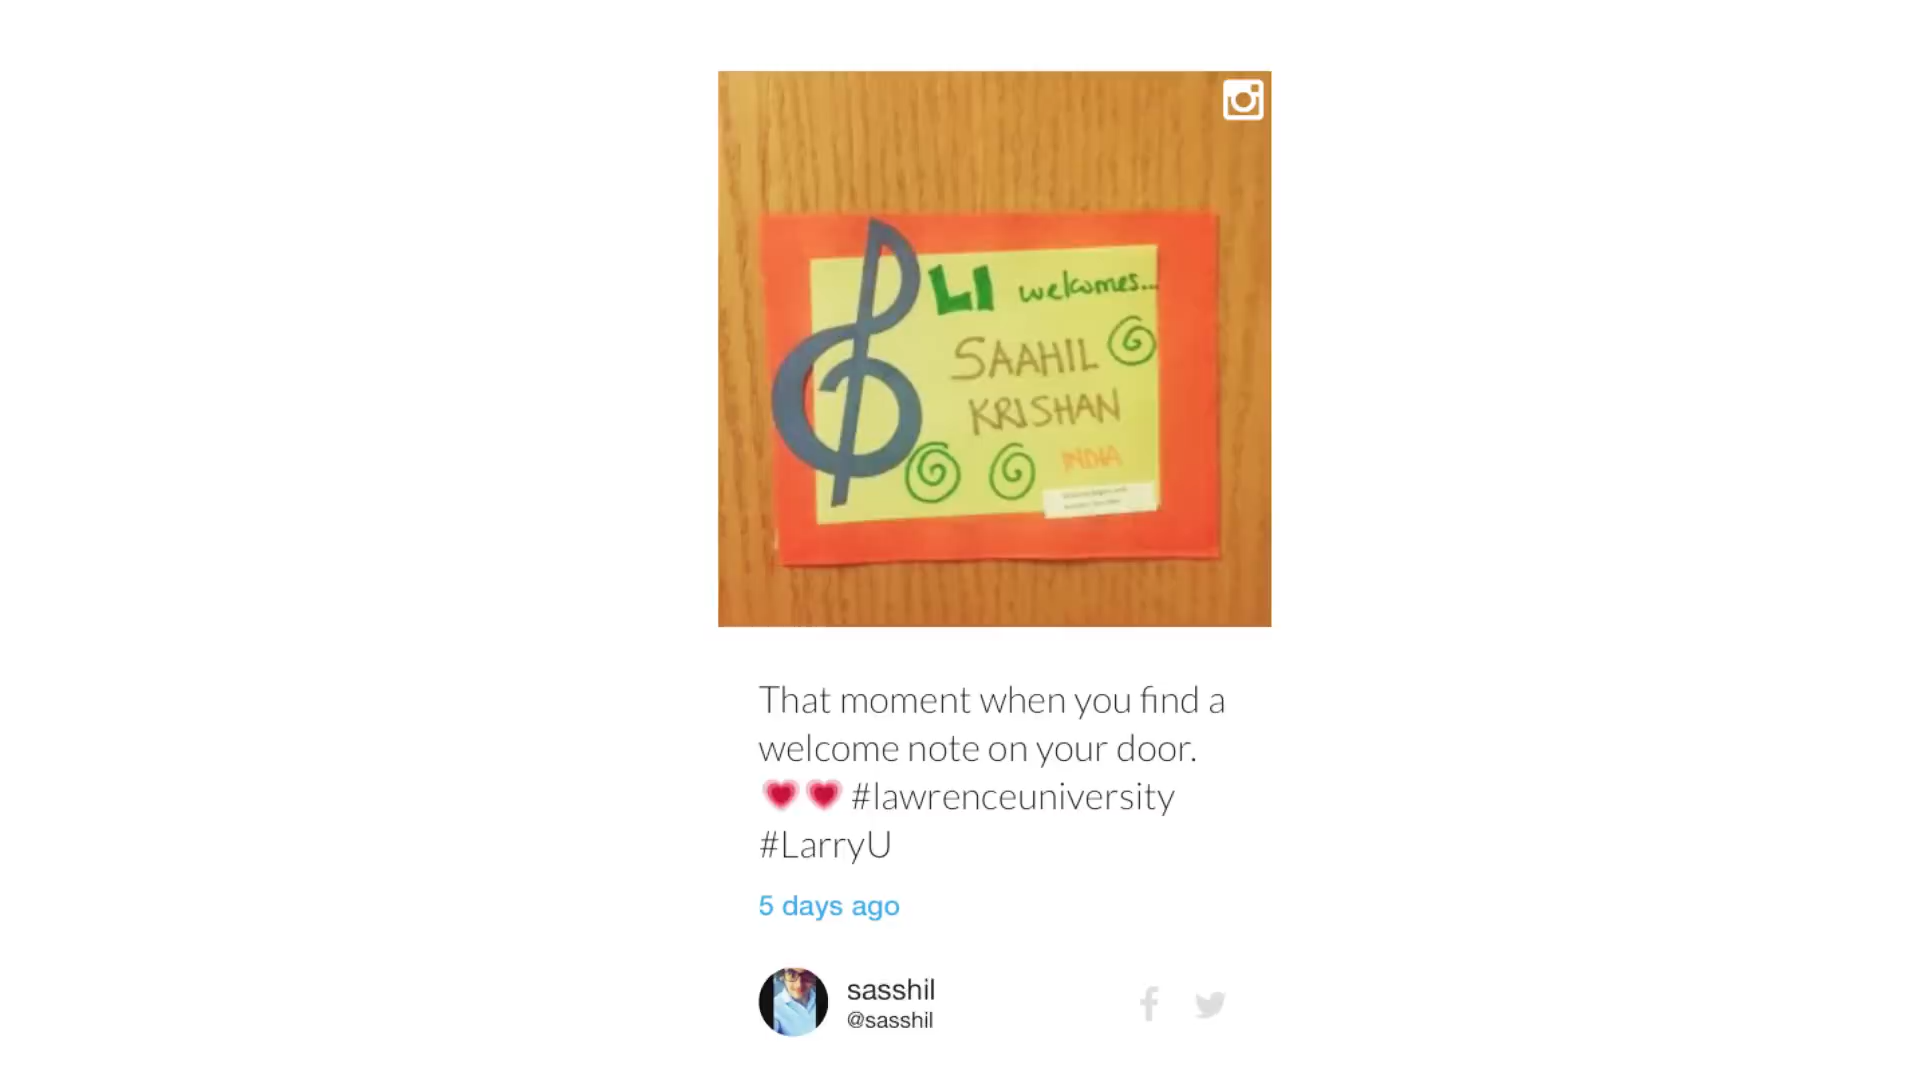 LI welcomes...
SAAHIL
KRISHAN
INDIA
That moment when you find a
welcome note on your door.
💗💗 #lawrenceuniversity
#LarryU
5 days ago
sasshil
@sasshil